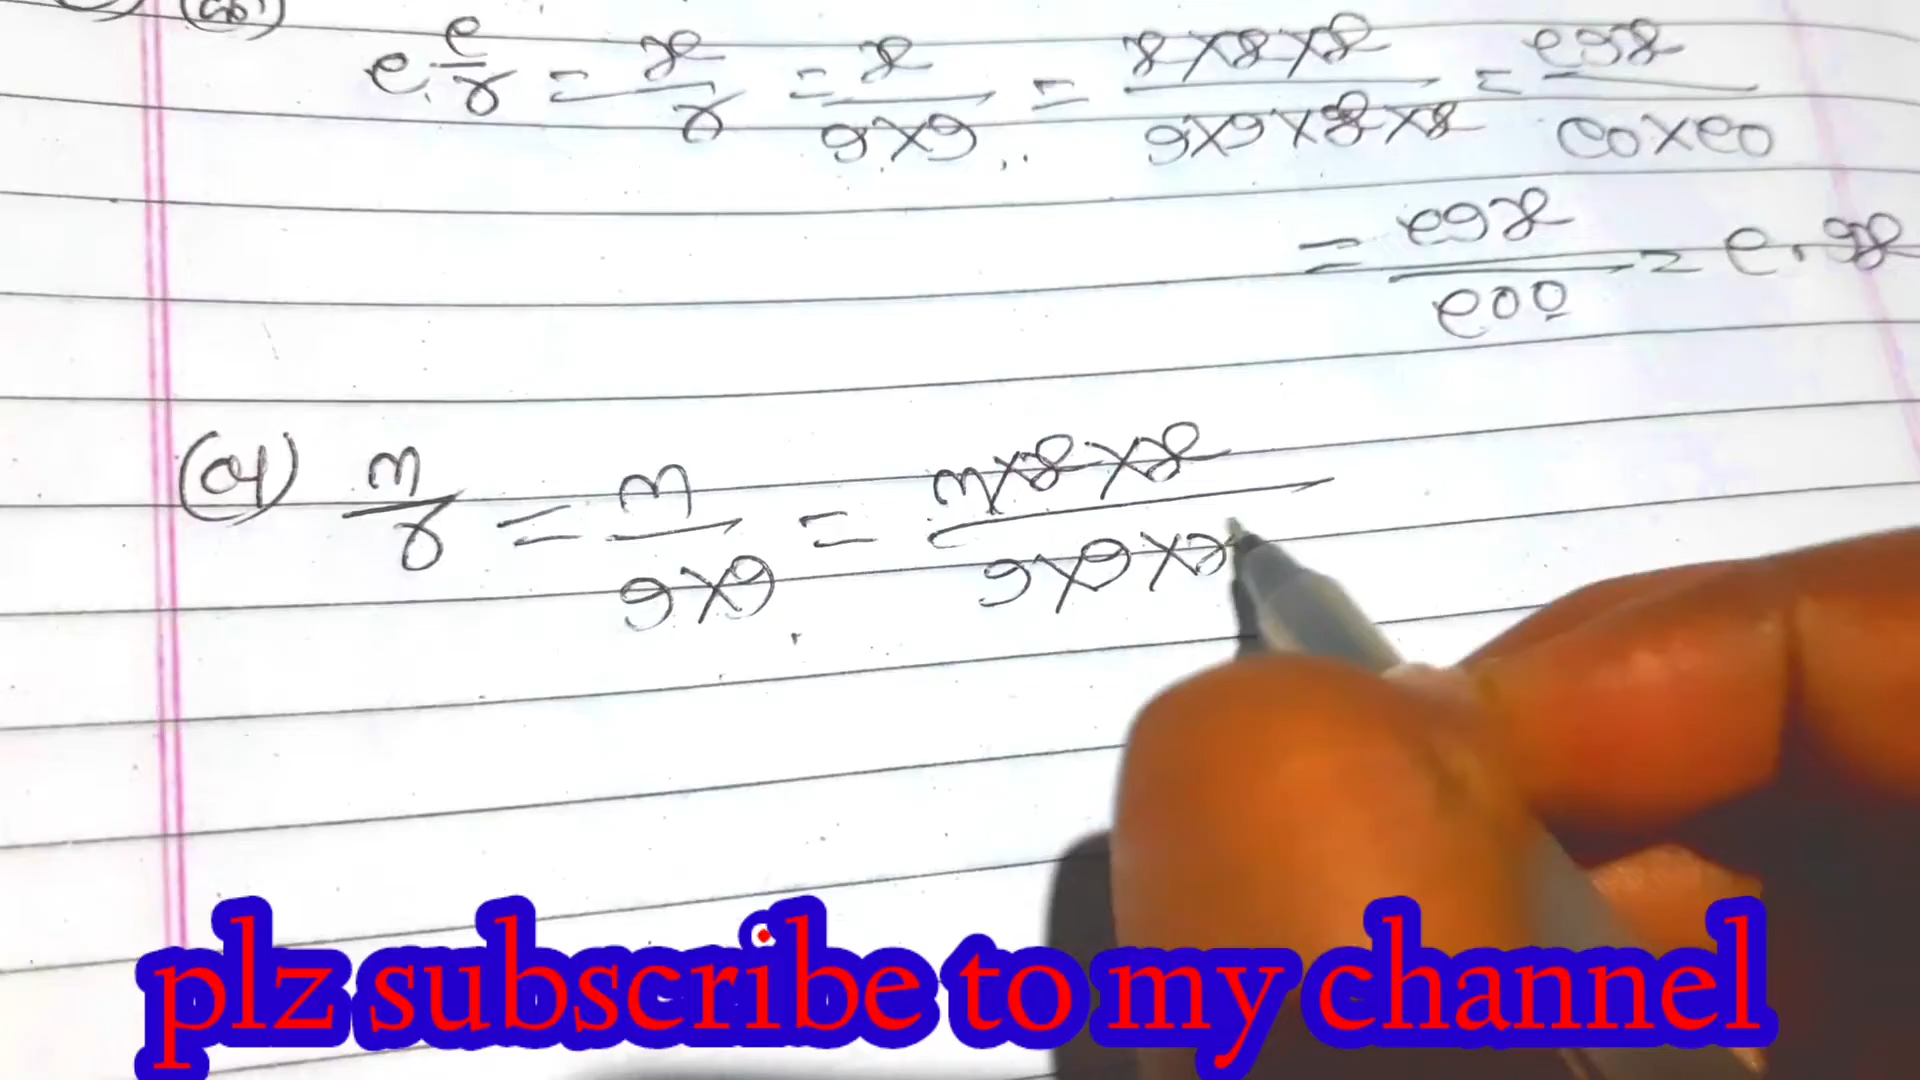 ୧ ୧/୪ = ୫/୪ = ୫/୨×୨ = ୫×୫×୫/୨×୨×୫×୫ = ୧୨୫/୧୦×୧୦
= ୧୨୫/୧୦୦ = ୧.୨୫
୩/୪ = ୩/୨×୨ = ୩×୫×୫/୨×୨×
plz subscribe to my channel